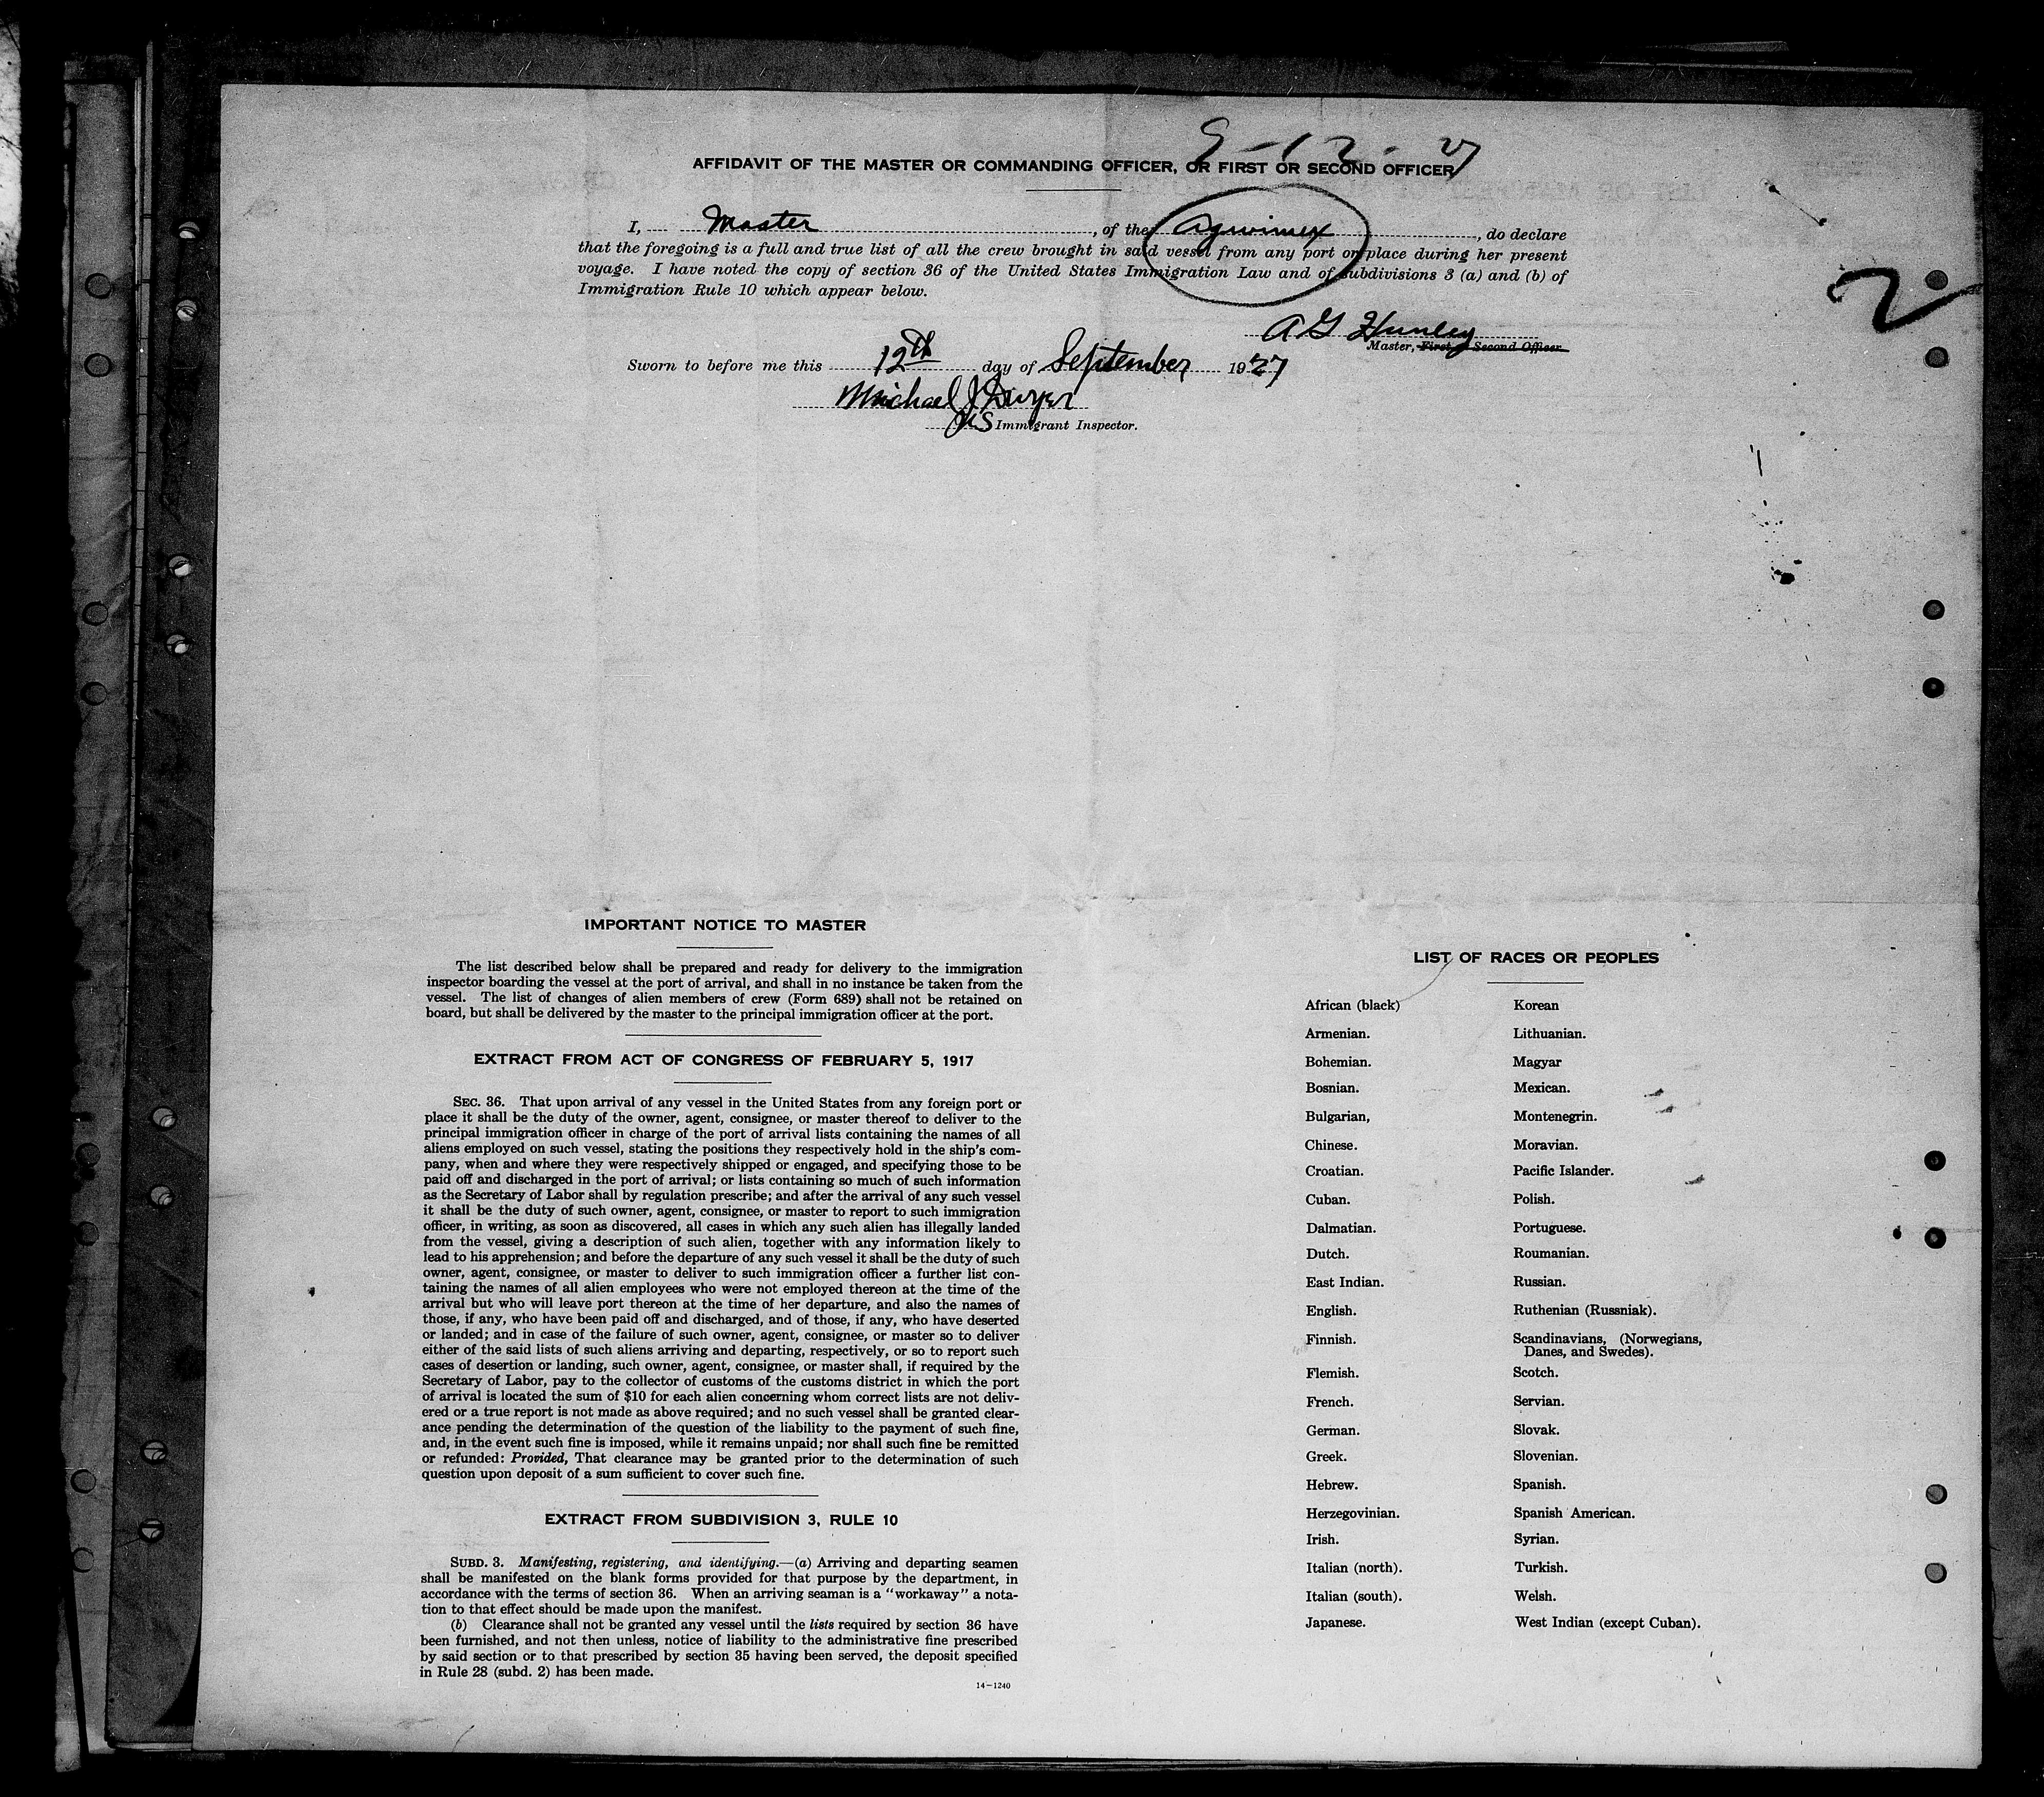 9-12-27
AFFIDAVIT OF THE MASTER OR COMMANDING OFFICER, OR FIRST OR SECOND OFFICER
I, Master, of the Agwimex, do declare
that the foregoing is a full and true list of all the crew brought in said vessel from any port or place during her present
voyage. I have noted the copy of section 36 of the United States Immigration Law and of subdivisions 3 (a) and (b) of
Immigration Rule 10 which appear below.
2
A G Hunley
Master, First, Second Officer.
Sworn to before me this 12th day of September 1927
Michael J Dwyer
US Immigrant Inspector.
IMPORTANT NOTICE TO MASTER
The list described below shall be prepared and ready for delivery to the immigration
inspector boarding the vessel at the port of arrival, and shall in no instance be taken from the
vessel. The list of changes of alien members of crew (Form 689) shall not be retained on
board, but shall be delivered by the master to the principal immigration officer at the port.
EXTRACT FROM ACT OF CONGRESS OF FEBRUARY 5, 1917
SEC. 36. That upon arrival of any vessel in the United States from any foreign port or
place it shall be the duty of the owner, agent, consignee, or master thereof to deliver to the
principal immigration officer in charge of the port of arrival lists containing the names of all
aliens employed on such vessel, stating the positions they respectively hold in the ship's com-
pany, when and where they were respectively shipped or engaged, and specifying those to be
paid off and discharged in the port of arrival; or lists containing so much of such information
as the Secretary of Labor shall by regulation prescribe; and after the arrival of any such vessel
it shall be the duty of such owner, agent, consignee, or master to report to such immigration
officer, in writing, as soon as discovered, all cases in which any such alien has illegally landed
from the vessel, giving a description of such alien, together with any information likely to
lead to his apprehension; and before the departure of any such vessel it shall be the duty of such
owner, agent, consignee, or master to deliver to such immigration officer a further list con-
taining the names of all alien employees who were not employed thereon at the time of the
arrival but who will leave port thereon at the time of her departure, and also the names of
those, if any, who have been paid off and discharged, and of those, if any, who have deserted
or landed; and in case of the failure of such owner, agent, consignee, or master so to deliver
either of the said lists of such aliens arriving and departing, respectively, or so to report such
cases of desertion or landing, such owner, agent, consignee, or master shall, if required by the
Secretary of Labor, pay to the collector of customs of the customs district in which the port
of arrival is located the sum of $10 for each alien concerning whom correct lists are not deliv-
ered or a true report is not made as above required; and no such vessel shall be granted clear-
ance pending the determination of the question of the liability to the payment of such fine,
and, in the event such fine is imposed, while it remains unpaid; nor shall such fine be remitted
or refunded: Provided, That clearance may be granted prior to the determination of such
question upon deposit of a sum sufficient to cover such fine.
EXTRACT FROM SUBDIVISION 3, RULE 10
SUBD. 3. Manifesting, registering, and identifying.—(a) Arriving and departing seamen
shall be manifested on the blank forms provided for that purpose by the department, in
accordance with the terms of section 36. When an arriving seaman is a "workaway" a nota-
tion to that effect should be made upon the manifest.
(b) Clearance shall not be granted any vessel until the lists required by section 36 have
been furnished, and not then unless, notice of liability to the administrative fine prescribed
by said section or to that prescribed by section 35 having been served, the deposit specified
in Rule 28 (subd. 2) has been made.
14-1240
LIST OF RACES OR PEOPLES
African (black)
Armenian.
Bohemian.
Bosnian.
Bulgarian,
Chinese.
Croatian.
Cuban.
Dalmatian.
Dutch.
East Indian.
English.
Finnish.
Flemish.
French.
German.
Greek.
Hebrew.
Herzegovinian.
Irish.
Italian (north).
Italian (south).
Japanese.
Korean
Lithuanian.
Magyar
Mexican.
Montenegrin.
Moravian.
Pacific Islander.
Polish.
Portuguese.
Roumanian.
Russian.
Ruthenian (Russniak).
Scandinavians, (Norwegians,
Danes, and Swedes).
Scotch.
Servian.
Slovak.
Slovenian.
Spanish.
Spanish American.
Syrian.
Turkish.
Welsh.
West Indian (except Cuban).